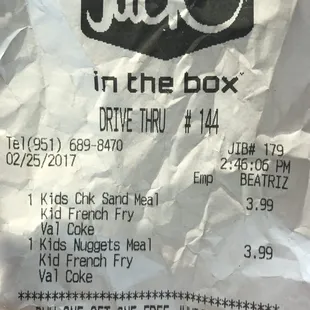 Jack
in the box
DRIVE THRU # 144
Tel(951) 689-8470 JIB# 179
02/25/2017 2:46:06 PM
Emp BEATRIZ
1 Kids Chk Sand Meal 3.99
Kid French Fry
Val Coke
1 Kids Nuggets Meal 3.99
Kid French Fry
Val Coke